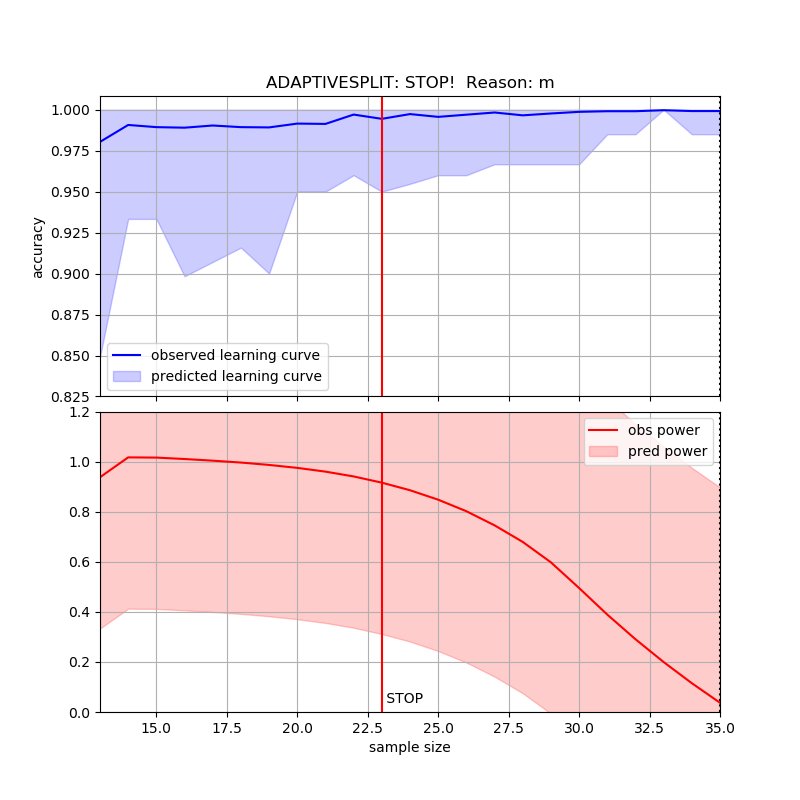 ADAPTIVESPLIT: STOP!  Reason: m
1.000
0.975
0.950
0.925
0.900
0.875
0.850
0.825
accuracy
observed learning curve
predicted learning curve
1.2
1.0
0.8
0.6
0.4
0.2
0.0
obs power
pred power
STOP
15.0 17.5 20.0 22.5 25.0 27.5 30.0 32.5 35.0
sample size